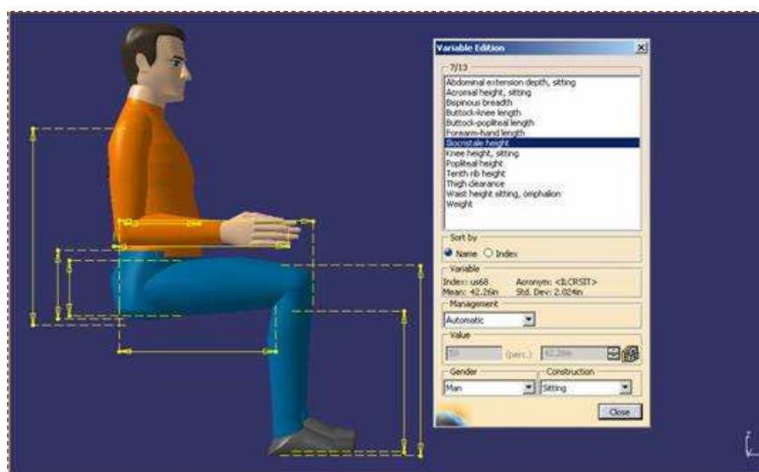 Variable Edition
7/13
Abdominal extension depth, sitting
Acromial height, sitting
Bispinous breadth
Buttock-knee length
Buttock-popliteal length
Forearm-hand length
Iliocristale height
Knee height, sitting
Popliteal height
Tenth rib height
Thigh clearance
Waist height sitting, omphalion
Weight
Sort by
Name Index
Variable
Index: us68 Acronym: <ILCRSIT>
Mean: 42.26in Std. Dev: 2.024in
Management
Automatic
Value
50 (perc.) 42.26in
Gender Construction
Man Sitting
Close